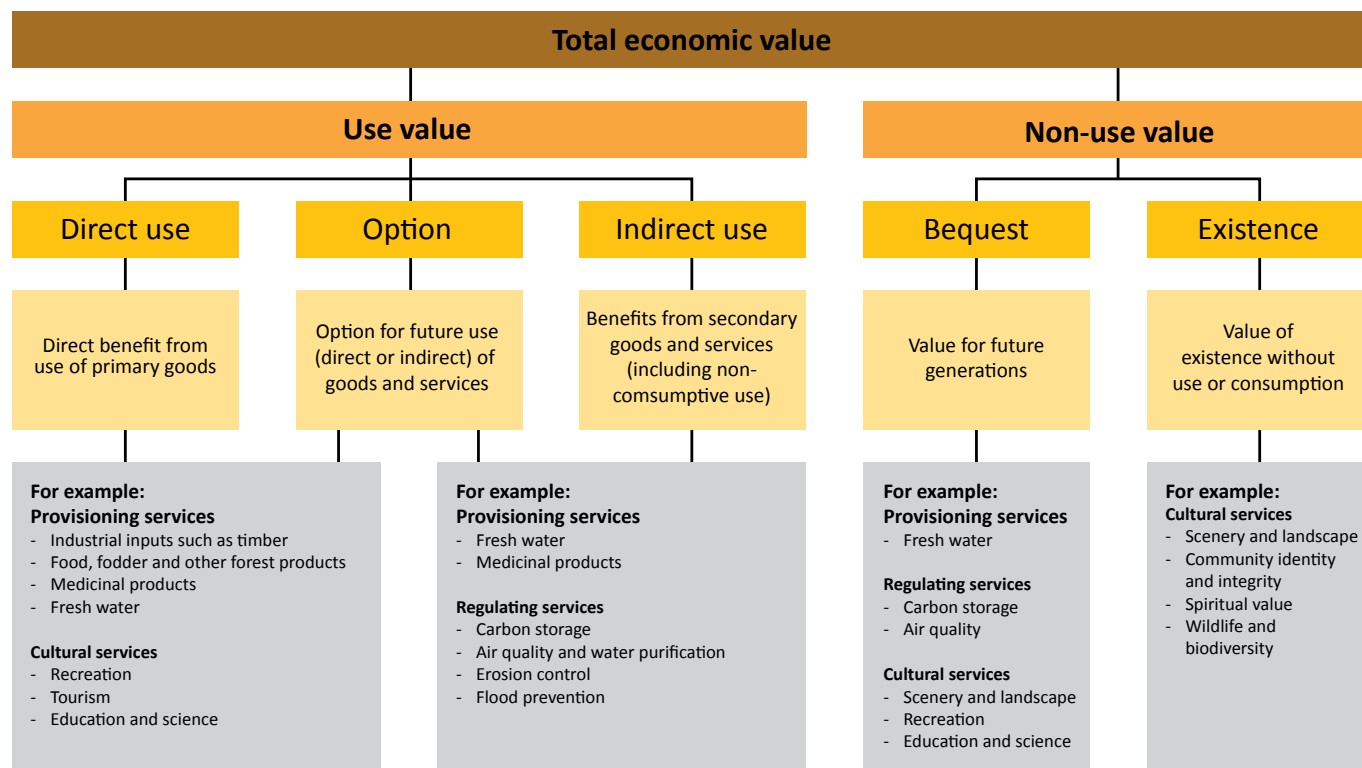 Total economic value
Use value
Non-use value
Direct use
Option
Indirect use
Bequest
Existence
Direct benefit from
use of primary goods
Option for future use
(direct or indirect) of
goods and services
Benefits from secondary
goods and services
(including non-
comsumptive use)
Value for future
generations
Value of
existence without
use or consumption
For example:
Provisioning services
- Industrial inputs such as timber
- Food, fodder and other forest products
- Medicinal products
- Fresh water
Cultural services
- Recreation
- Tourism
- Education and science
For example:
Provisioning services
- Fresh water
- Medicinal products
Regulating services
- Carbon storage
- Air quality and water purification
- Erosion control
- Flood prevention
For example:
Provisioning services
- Fresh water
Regulating services
- Carbon storage
- Air quality
Cultural services
- Scenery and landscape
- Recreation
- Education and science
For example:
Cultural services
- Scenery and landscape
- Community identity
and integrity
- Spiritual value
- Wildlife and
biodiversity